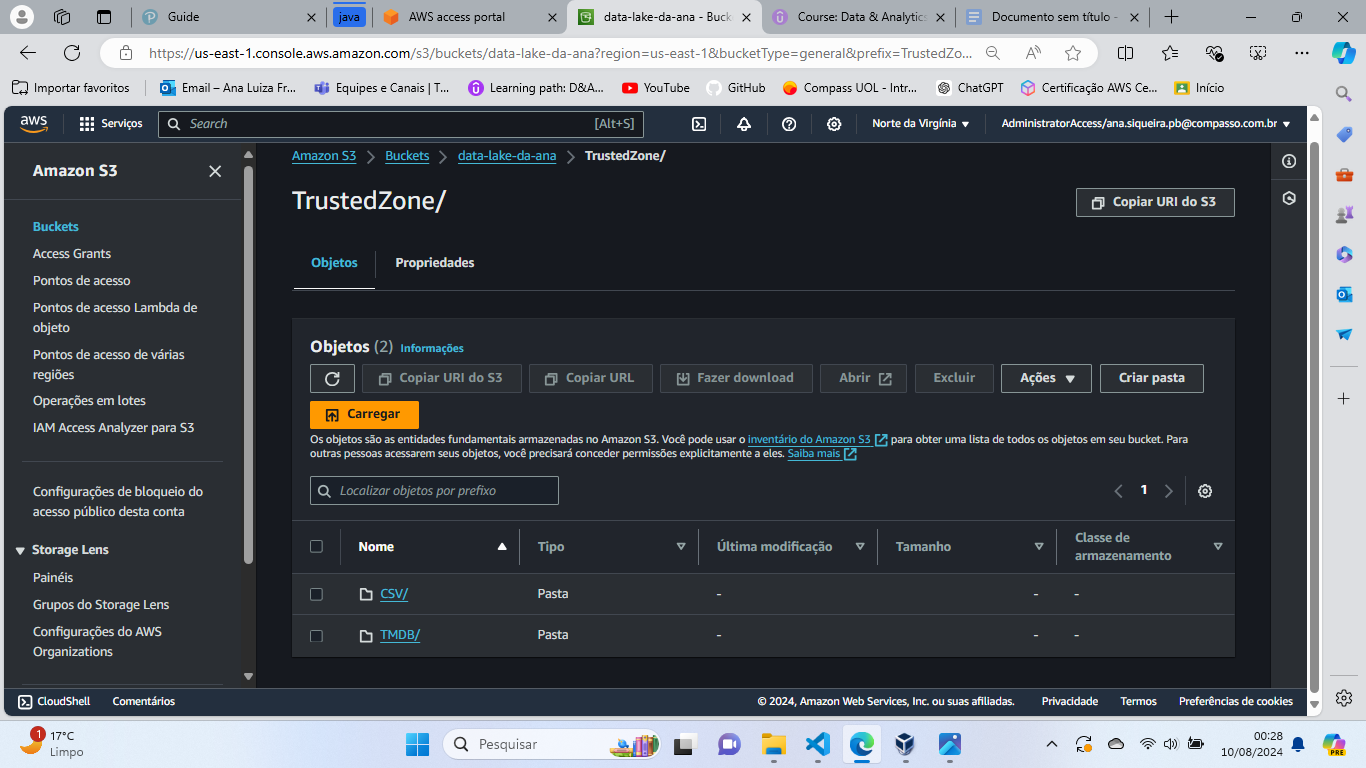 Guide
java
AWS access portal
data-lake-da-ana - Buck
Course: Data & Analytics
Documento sem título -
https://us-east-1.console.aws.amazon.com/s3/buckets/data-lake-da-ana?region=us-east-1&bucketType=general&prefix=TrustedZo...
Importar favoritos
Email – Ana Luiza Fr...
Equipes e Canais | T...
Learning path: D&A...
YouTube
GitHub
Compass UOL - Intr...
ChatGPT
Certificação AWS Ce...
Início
aws
Serviços
Search
[Alt+S]
Norte da Virgínia
AdministratorAccess/ana.siqueira.pb@compasso.com.br
Amazon S3
Buckets
Access Grants
Pontos de acesso
Pontos de acesso Lambda de
objeto
Pontos de acesso de várias
regiões
Operações em lotes
IAM Access Analyzer para S3
Configurações de bloqueio do
acesso público desta conta
Storage Lens
Painéis
Grupos do Storage Lens
Configurações do AWS
Organizations
Amazon S3
Buckets
data-lake-da-ana
TrustedZone/
TrustedZone/
Copiar URI do S3
Objetos
Propriedades
Objetos (2) Informações
Copiar URI do S3
Copiar URL
Fazer download
Abrir
Excluir
Ações
Criar pasta
Carregar
Os objetos são as entidades fundamentais armazenadas no Amazon S3. Você pode usar o inventário do Amazon S3 para obter uma lista de todos os objetos em seu bucket. Para
outras pessoas acessarem seus objetos, você precisará conceder permissões explicitamente a eles. Saiba mais
Localizar objetos por prefixo
1
Nome
Tipo
Última modificação
Tamanho
Classe de
armazenamento
CSV/ Pasta - - -
TMDB/ Pasta - - -
CloudShell
Comentários
© 2024, Amazon Web Services, Inc. ou suas afiliadas.
Privacidade
Termos
Preferências de cookies
1
17°C
Limpo
Pesquisar
00:28
10/08/2024
PRE